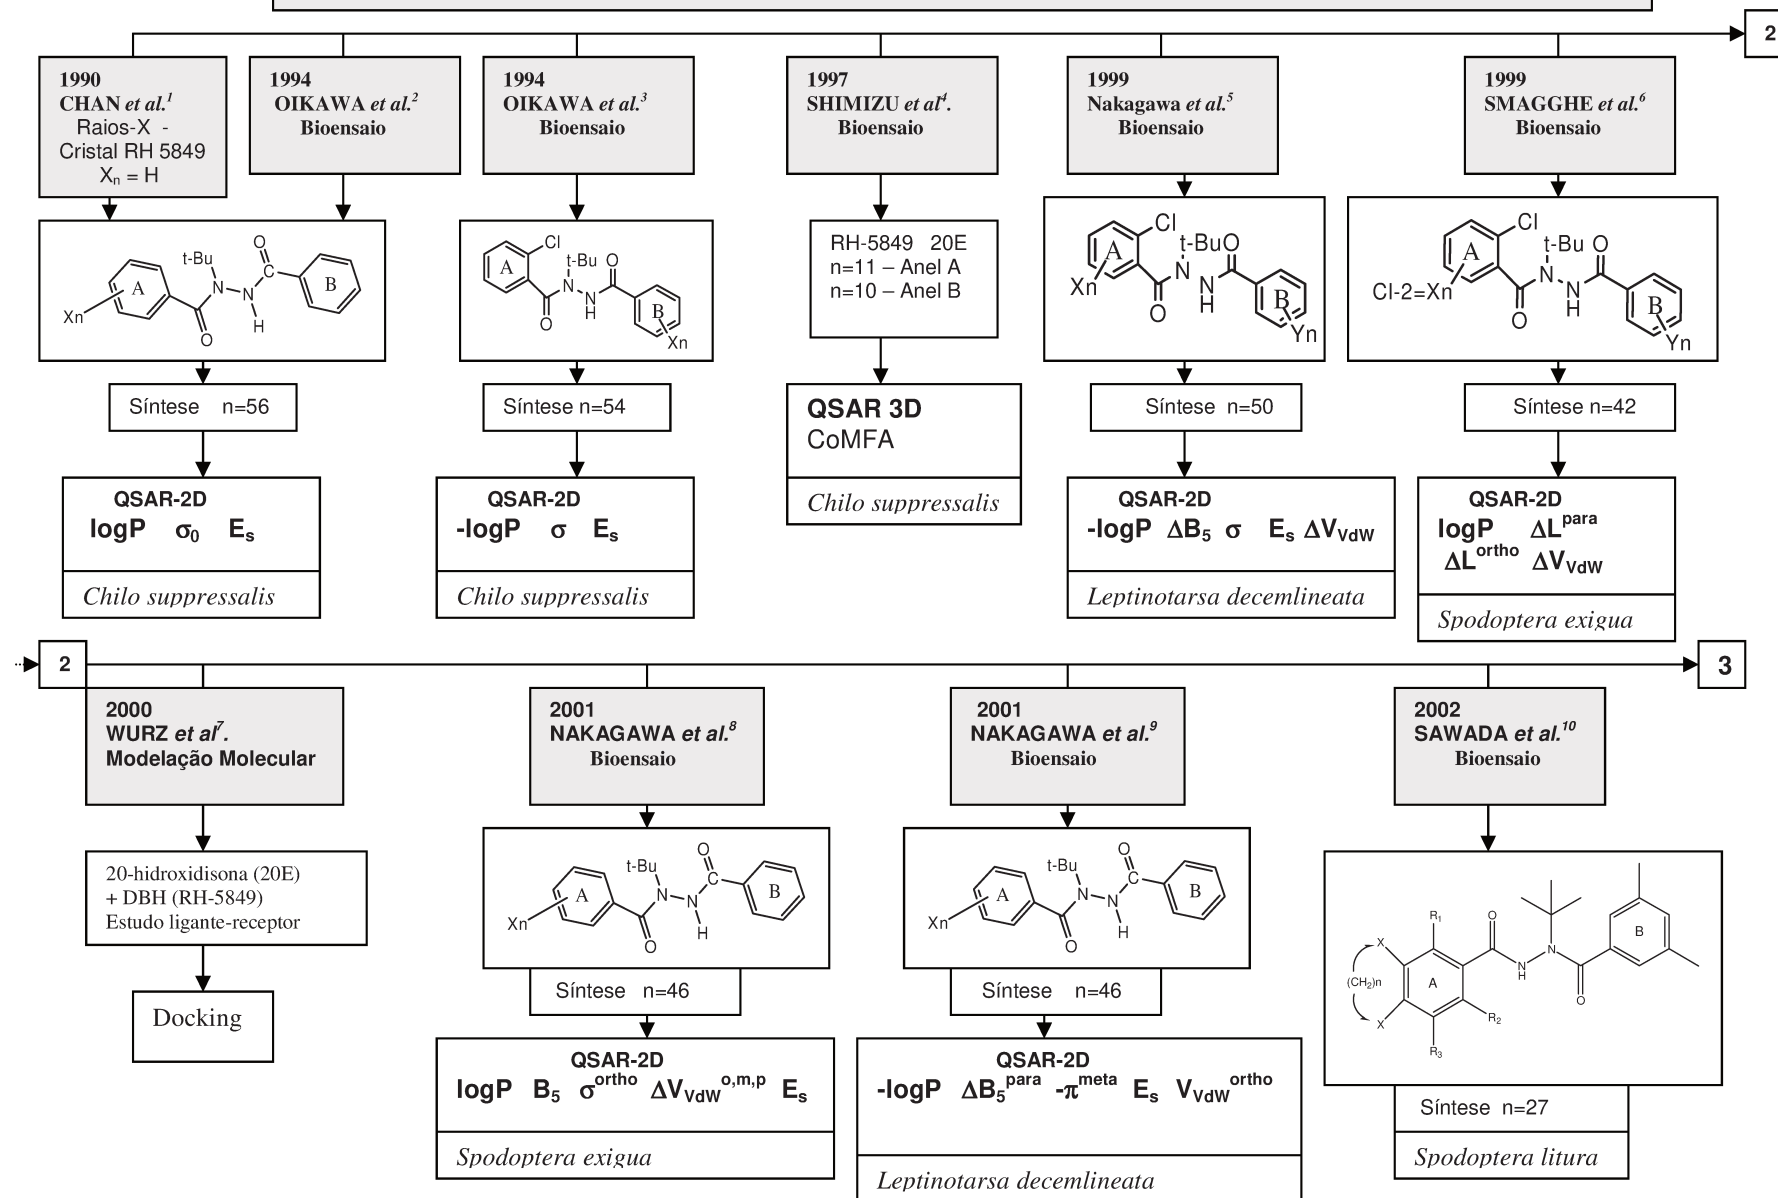 2
1990
CHAN et al.1
Raios-X -
Cristal RH 5849
Xn = H
1994
OIKAWA et al.2
Bioensaio
1994
OIKAWA et al.3
Bioensaio
1997
SHIMIZU et al4.
Bioensaio
1999
Nakagawa et al.5
Bioensaio
1999
SMAGGHE et al.6
Bioensaio
t-Bu
O
N
C
A
B
N
H
Xn
O
Cl
A
t-Bu
O
N
N
H
O
B
Xn
RH-5849 20E
n=11 – Anel A
n=10 – Anel B
Cl
A
t-Bu
O
N
N
H
Xn
O
B
Yn
Cl
A
t-Bu
O
N
N
H
Cl-2=Xn
O
B
Yn
Síntese n=56
Síntese n=54
QSAR 3D
CoMFA
Chilo suppressalis
Síntese n=50
Síntese n=42
QSAR-2D
logP σ0 Es
Chilo suppressalis
QSAR-2D
-logP σ Es
Chilo suppressalis
QSAR-2D
-logP ΔB5 σ Es ΔVVdW
Leptinotarsa decemlineata
QSAR-2D
logP ΔLpara
ΔLortho ΔVVdW
Spodoptera exigua
2
3
2000
WURZ et al7.
Modelação Molecular
2001
NAKAGAWA et al.8
Bioensaio
2001
NAKAGAWA et al.9
Bioensaio
2002
SAWADA et al.10
Bioensaio
20-hidroxidisona (20E)
+ DBH (RH-5849)
Estudo ligante-receptor
Docking
t-Bu
O
N
C
A
B
N
H
Xn
O
Síntese n=46
QSAR-2D
logP B5 σortho ΔVVdWo,m,p Es
Spodoptera exigua
t-Bu
O
N
C
A
B
N
H
Xn
O
Síntese n=46
QSAR-2D
-logP ΔB5para -πmeta Es VVdWortho
Leptinotarsa decemlineata
R1
O
B
X
N
N
H
(CH2)n
A
O
X
R2
R3
Síntese n=27
Spodoptera litura